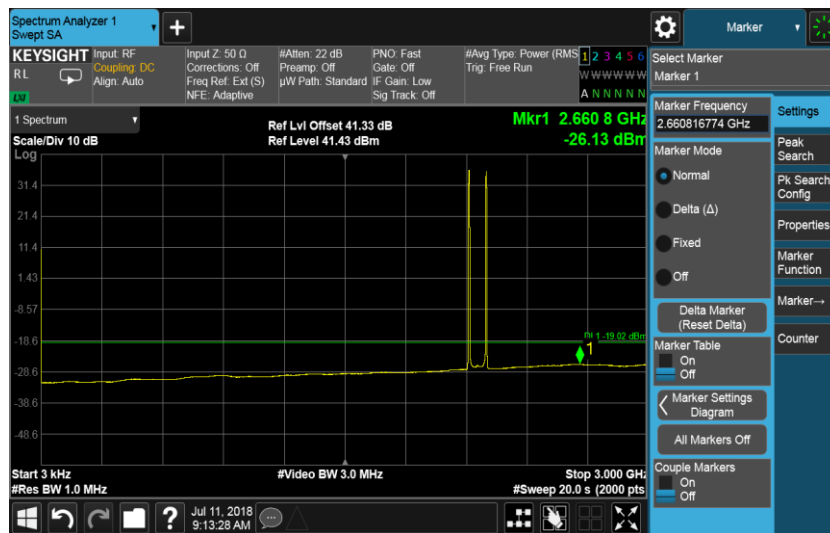 Spectrum Analyzer 1
Swept SA
+
Marker
KEYSIGHT
RL
LXI
Input: RF
Coupling: DC
Align: Auto
Input Z: 50 Ω
Corrections: Off
Freq Ref: Ext (S)
NFE: Adaptive
#Atten: 22 dB
Preamp: Off
µW Path: Standard
PNO: Fast
Gate: Off
IF Gain: Low
Sig Track: Off
#Avg Type: Power (RMS
Trig: Free Run
1 2 3 4 5 6
W W W W W W
A N N N N N
1 Spectrum
Scale/Div 10 dB
Ref Lvl Offset 41.33 dB
Ref Level 41.43 dBm
Mkr1 2.660 8 GHz
-26.13 dBm
Log
31.4
21.4
11.4
1.43
-8.57
-18.6
-28.6
-38.6
-48.6
DL1 -19.02 dBm
1
Start 3 kHz
#Res BW 1.0 MHz
#Video BW 3.0 MHz
Stop 3.000 GHz
#Sweep 20.0 s (2000 pts
Select Marker
Marker 1
Marker Frequency
2.660816774 GHz
Marker Mode
Normal
Delta (Δ)
Fixed
Off
Delta Marker
(Reset Delta)
Marker Table
On
Off
Marker Settings
Diagram
All Markers Off
Couple Markers
On
Off
Settings
Peak
Search
Pk Search
Config
Properties
Marker
Function
Marker→
Counter
?
Jul 11, 2018
9:13:28 AM